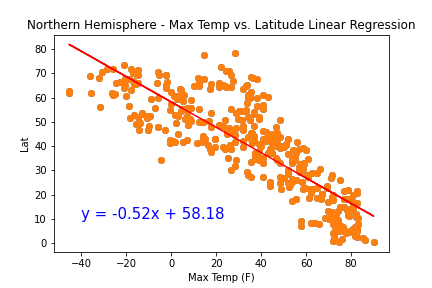 Northern Hemisphere - Max Temp vs. Latitude Linear Regression
80
70
60
50
40
30
20
10
0
Lat
y = -0.52x + 58.18
−40 −20 0 20 40 60 80
Max Temp (F)